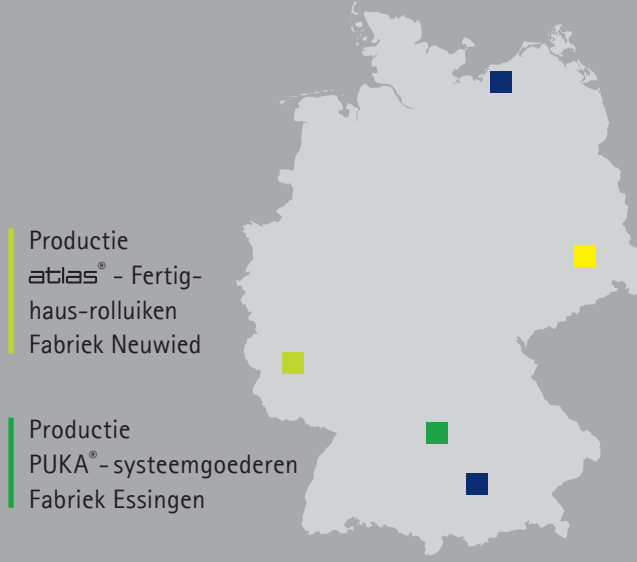 Productie
atlas® - Fertig-
haus-rolluiken
Fabriek Neuwied
Productie
PUKA®- systeemgoederen
Fabriek Essingen